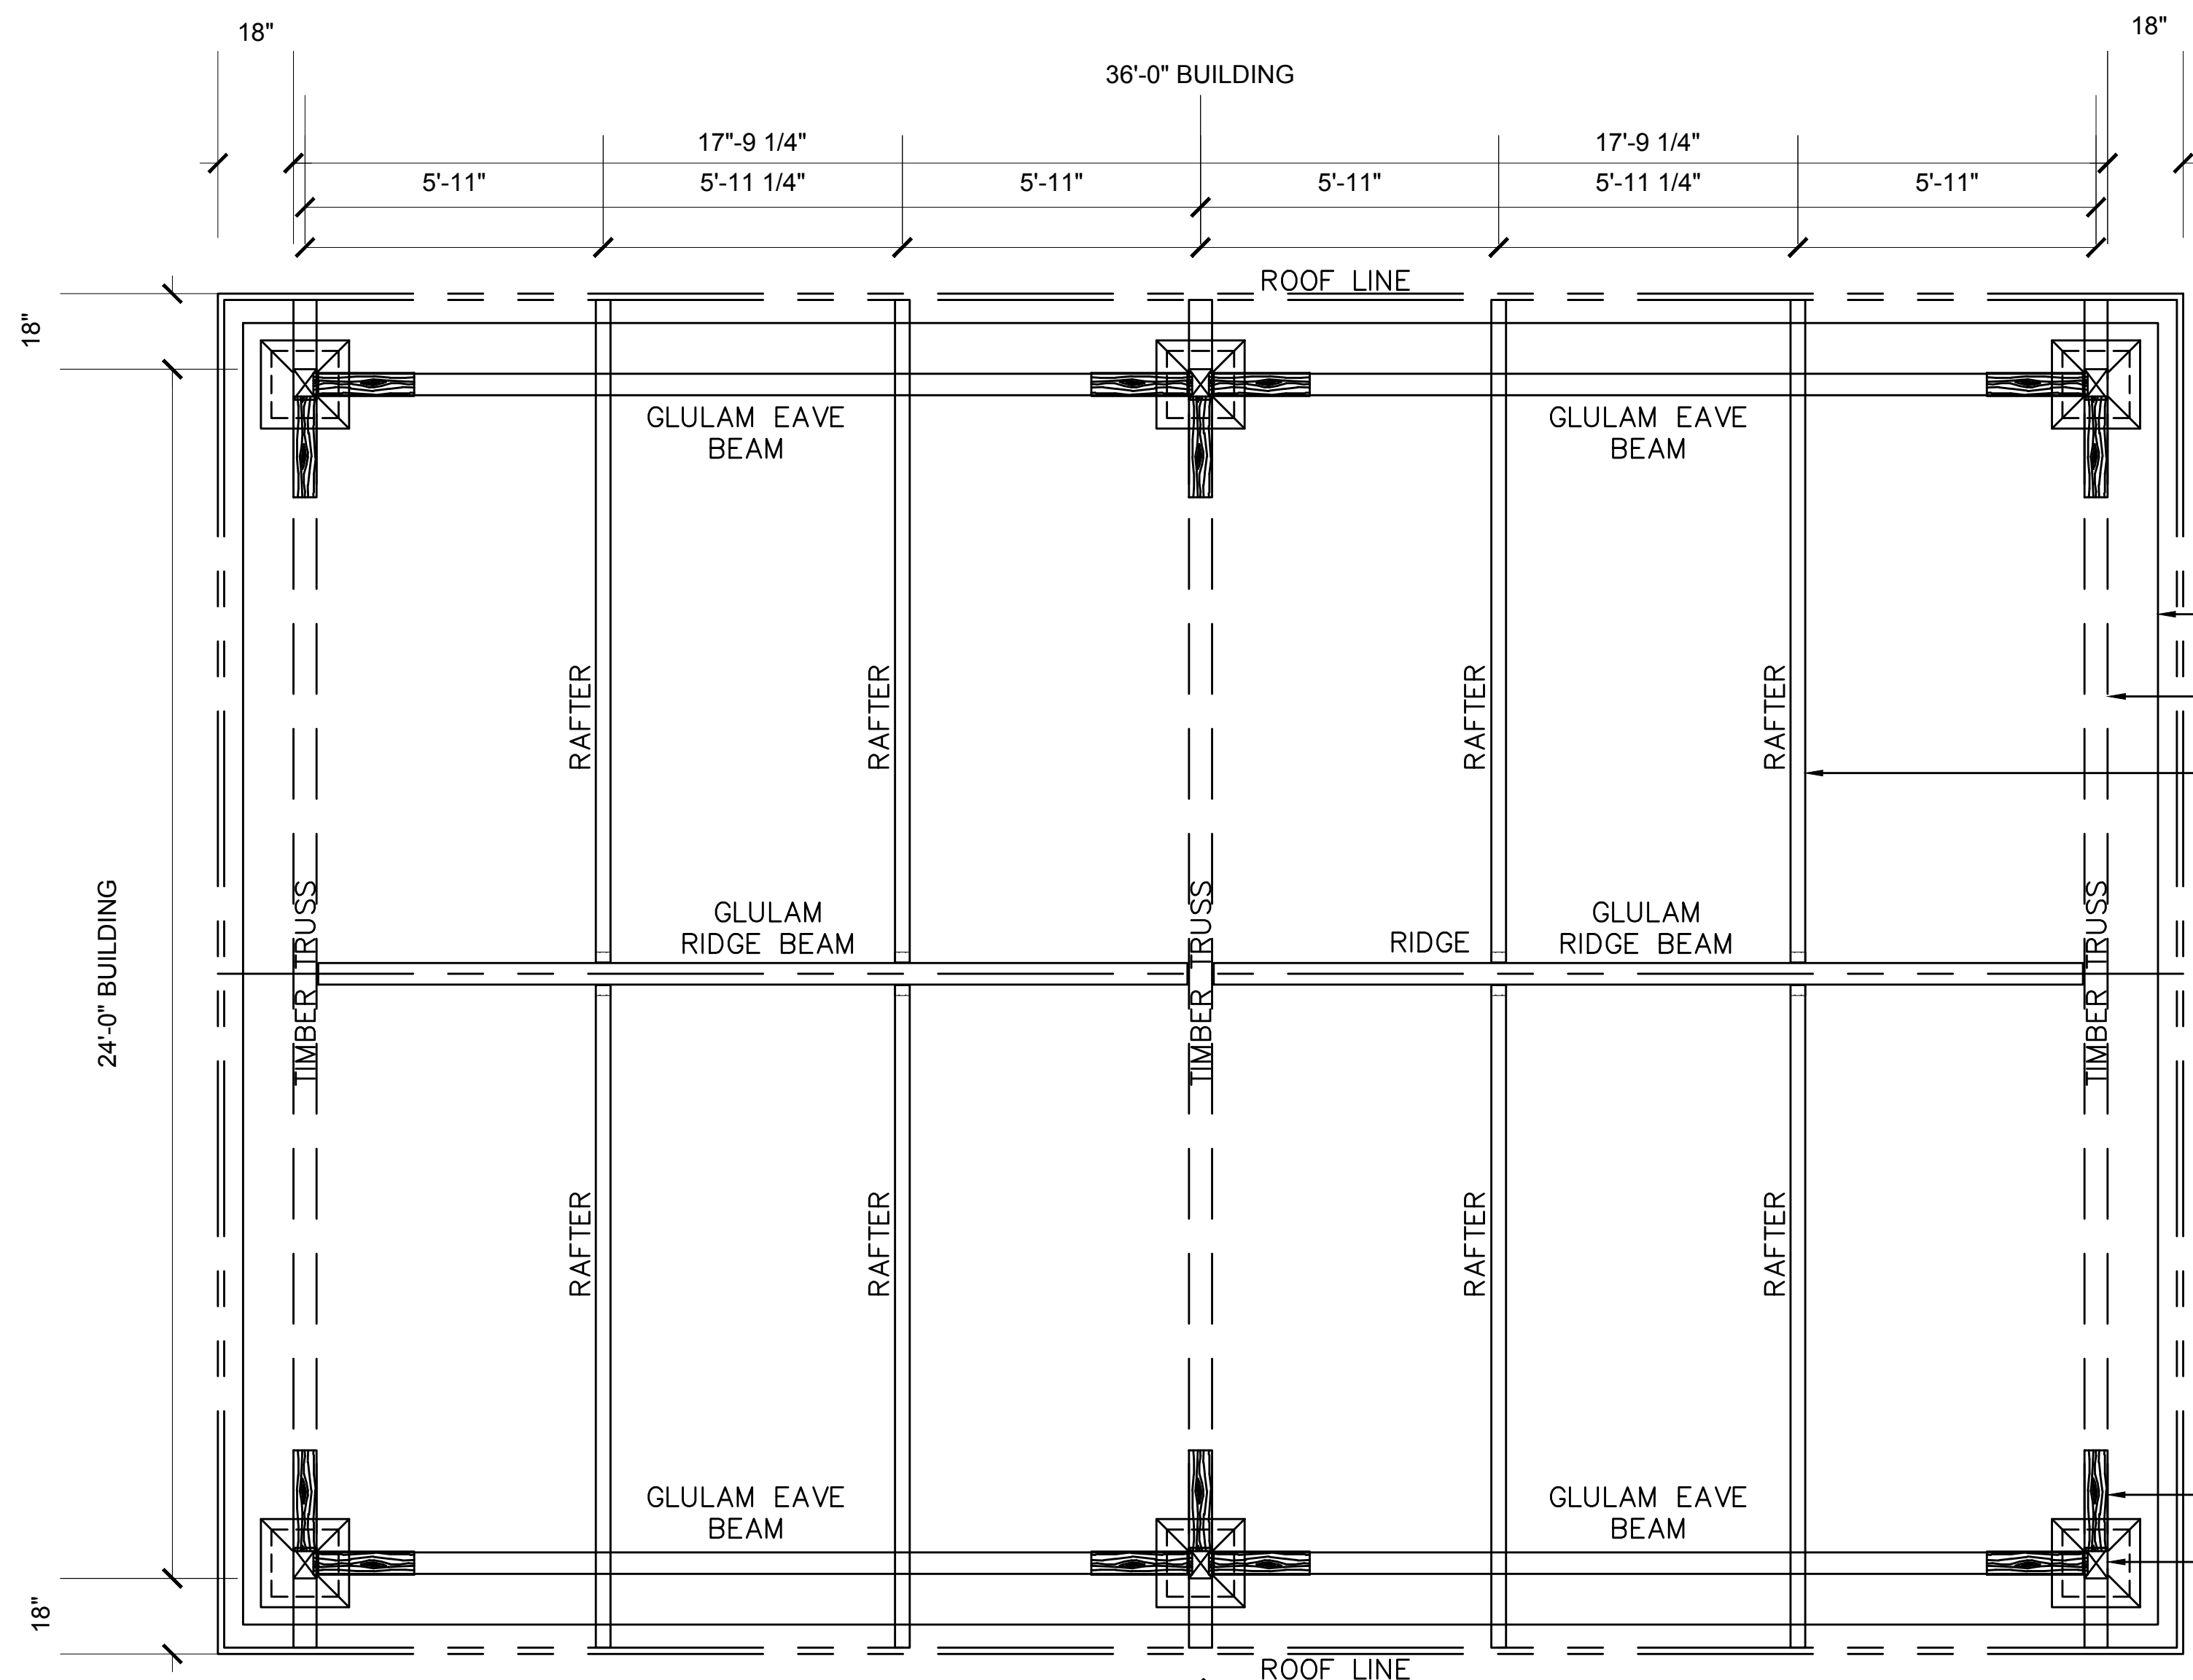 18"
18"
36'-0" BUILDING
17"-9 1/4"
17'-9 1/4"
5'-11"
5'-11 1/4"
5'-11"
5'-11"
5'-11 1/4"
5'-11"
ROOF LINE
18"
GLULAM EAVE
BEAM
GLULAM EAVE
BEAM
RAFTER
RAFTER
RAFTER
RAFTER
24'-0" BUILDING
TIMBER TRUSS
GLULAM
RIDGE BEAM
TIMBER TRUSS
RIDGE
GLULAM
RIDGE BEAM
TIMBER TRUSS
RAFTER
RAFTER
RAFTER
RAFTER
GLULAM EAVE
BEAM
GLULAM EAVE
BEAM
18"
ROOF LINE